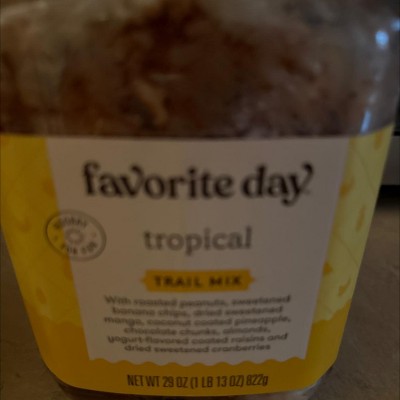 favorite day
tropical
TRAIL MIX
With roasted peanuts, sweetened
banana chips, dried sweetened
mango, coconut coated pineapple,
chocolate chunks, almonds,
yogurt-flavored coated raisins and
dried sweetened cranberries
NET WT 29 OZ (1 LB 13 OZ) 822g